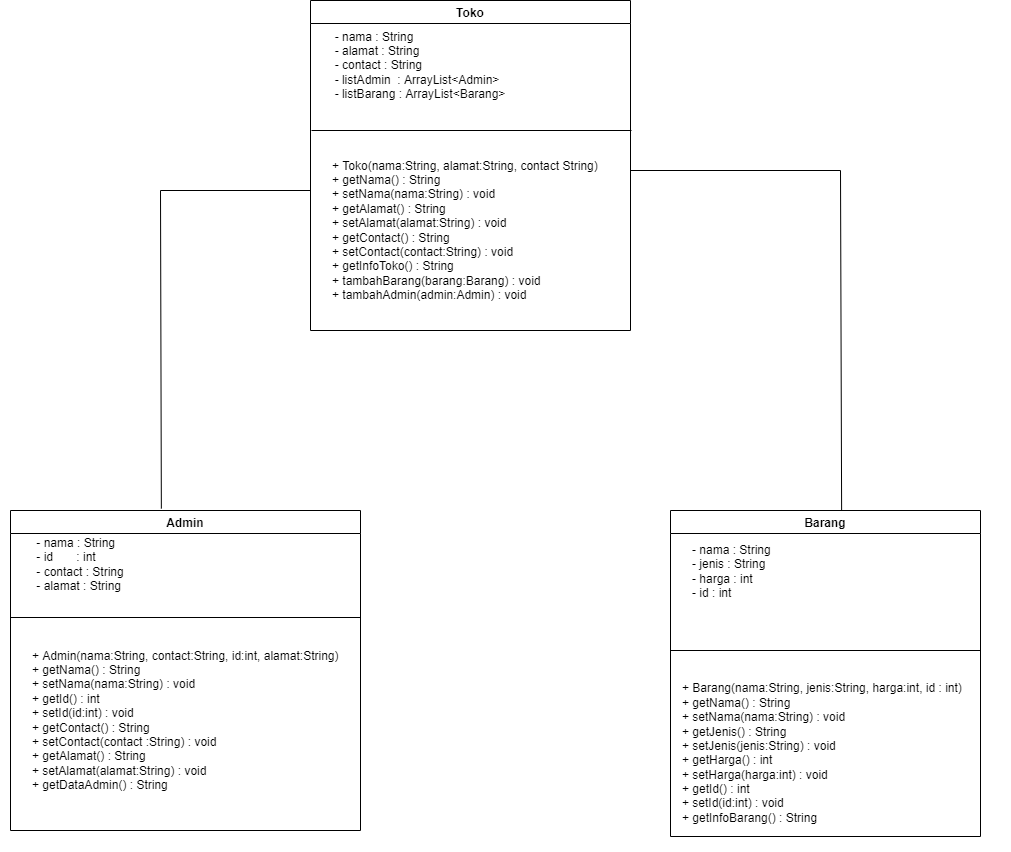 Toko
- nama : String
- alamat : String
- contact : String
- listAdmin  : ArrayList<Admin>
- listBarang : ArrayList<Barang>
+ Toko(nama:String, alamat:String, contact String)
+ getNama() : String
+ setNama(nama:String) : void
+ getAlamat() : String
+ setAlamat(alamat:String) : void
+ getContact() : String
+ setContact(contact:String) : void
+ getInfoToko() : String
+ tambahBarang(barang:Barang) : void
+ tambahAdmin(admin:Admin) : void
Admin
- nama : String
- id       : int
- contact : String
- alamat : String
+ Admin(nama:String, contact:String, id:int, alamat:String)
+ getNama() : String
+ setNama(nama:String) : void
+ getId() : int
+ setId(id:int) : void
+ getContact() : String
+ setContact(contact :String) : void
+ getAlamat() : String
+ setAlamat(alamat:String) : void
+ getDataAdmin() : String
Barang
- nama : String
- jenis : String
- harga : int
- id : int
+ Barang(nama:String, jenis:String, harga:int, id : int)
+ getNama() : String
+ setNama(nama:String) : void
+ getJenis() : String
+ setJenis(jenis:String) : void
+ getHarga() : int
+ setHarga(harga:int) : void
+ getId() : int
+ setId(id:int) : void
+ getInfoBarang() : String